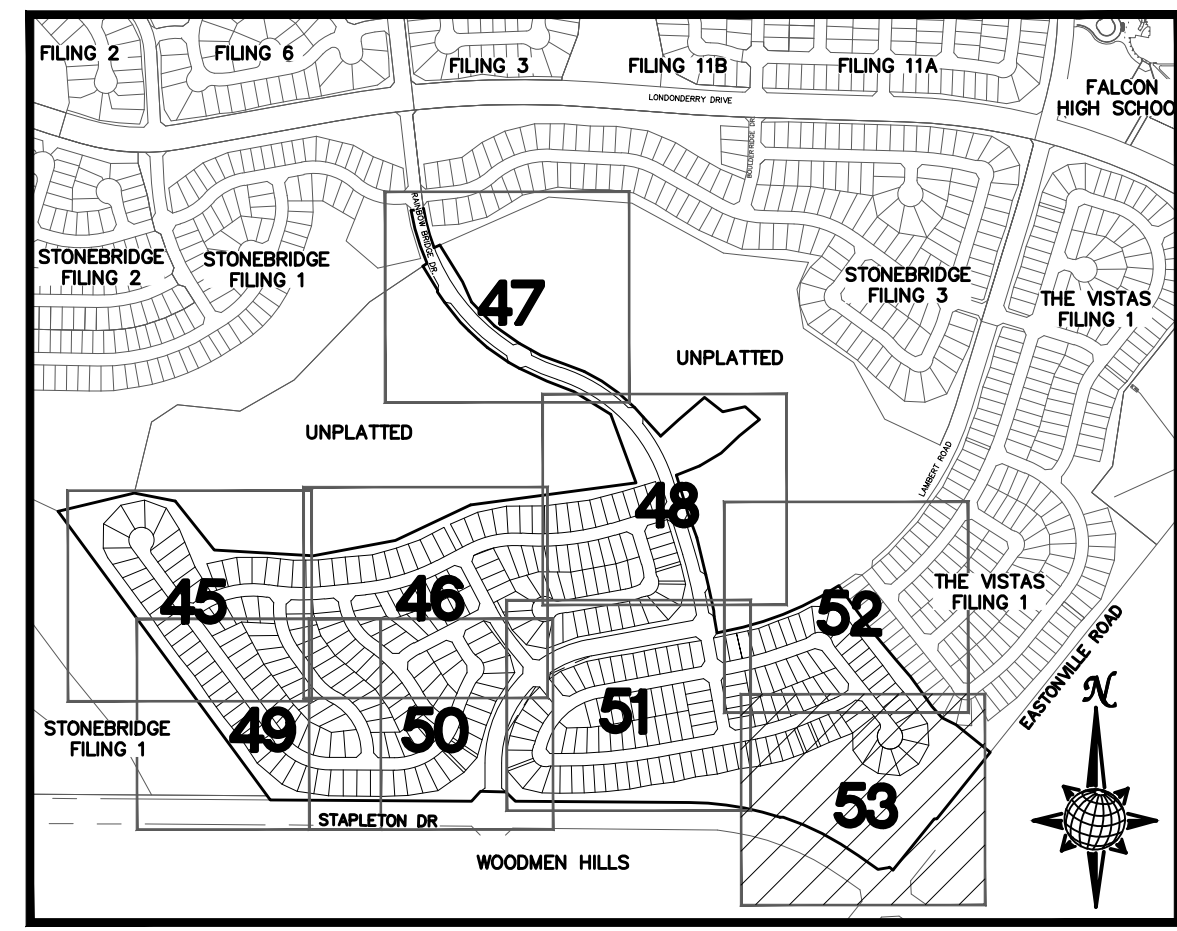 FILING 2
FILING 6
FILING 3
FILING 11B
FILING 11A
FALCON
HIGH SCHOO
LONDONDERRY DRIVE
BOULDER RIDGE DR
RAINBOW BRIDGE DR.
STONEBRIDGE
FILING 2
STONEBRIDGE
FILING 1
47
STONEBRIDGE
FILING 3
THE VISTAS
FILING 1
UNPLATTED
UNPLATTED
LAMBERT ROAD
48
45
46
52
THE VISTAS
FILING 1
EASTONVILLE ROAD
N
STONEBRIDGE
FILING 1
49
50
51
53
STAPLETON DR
WOODMEN HILLS